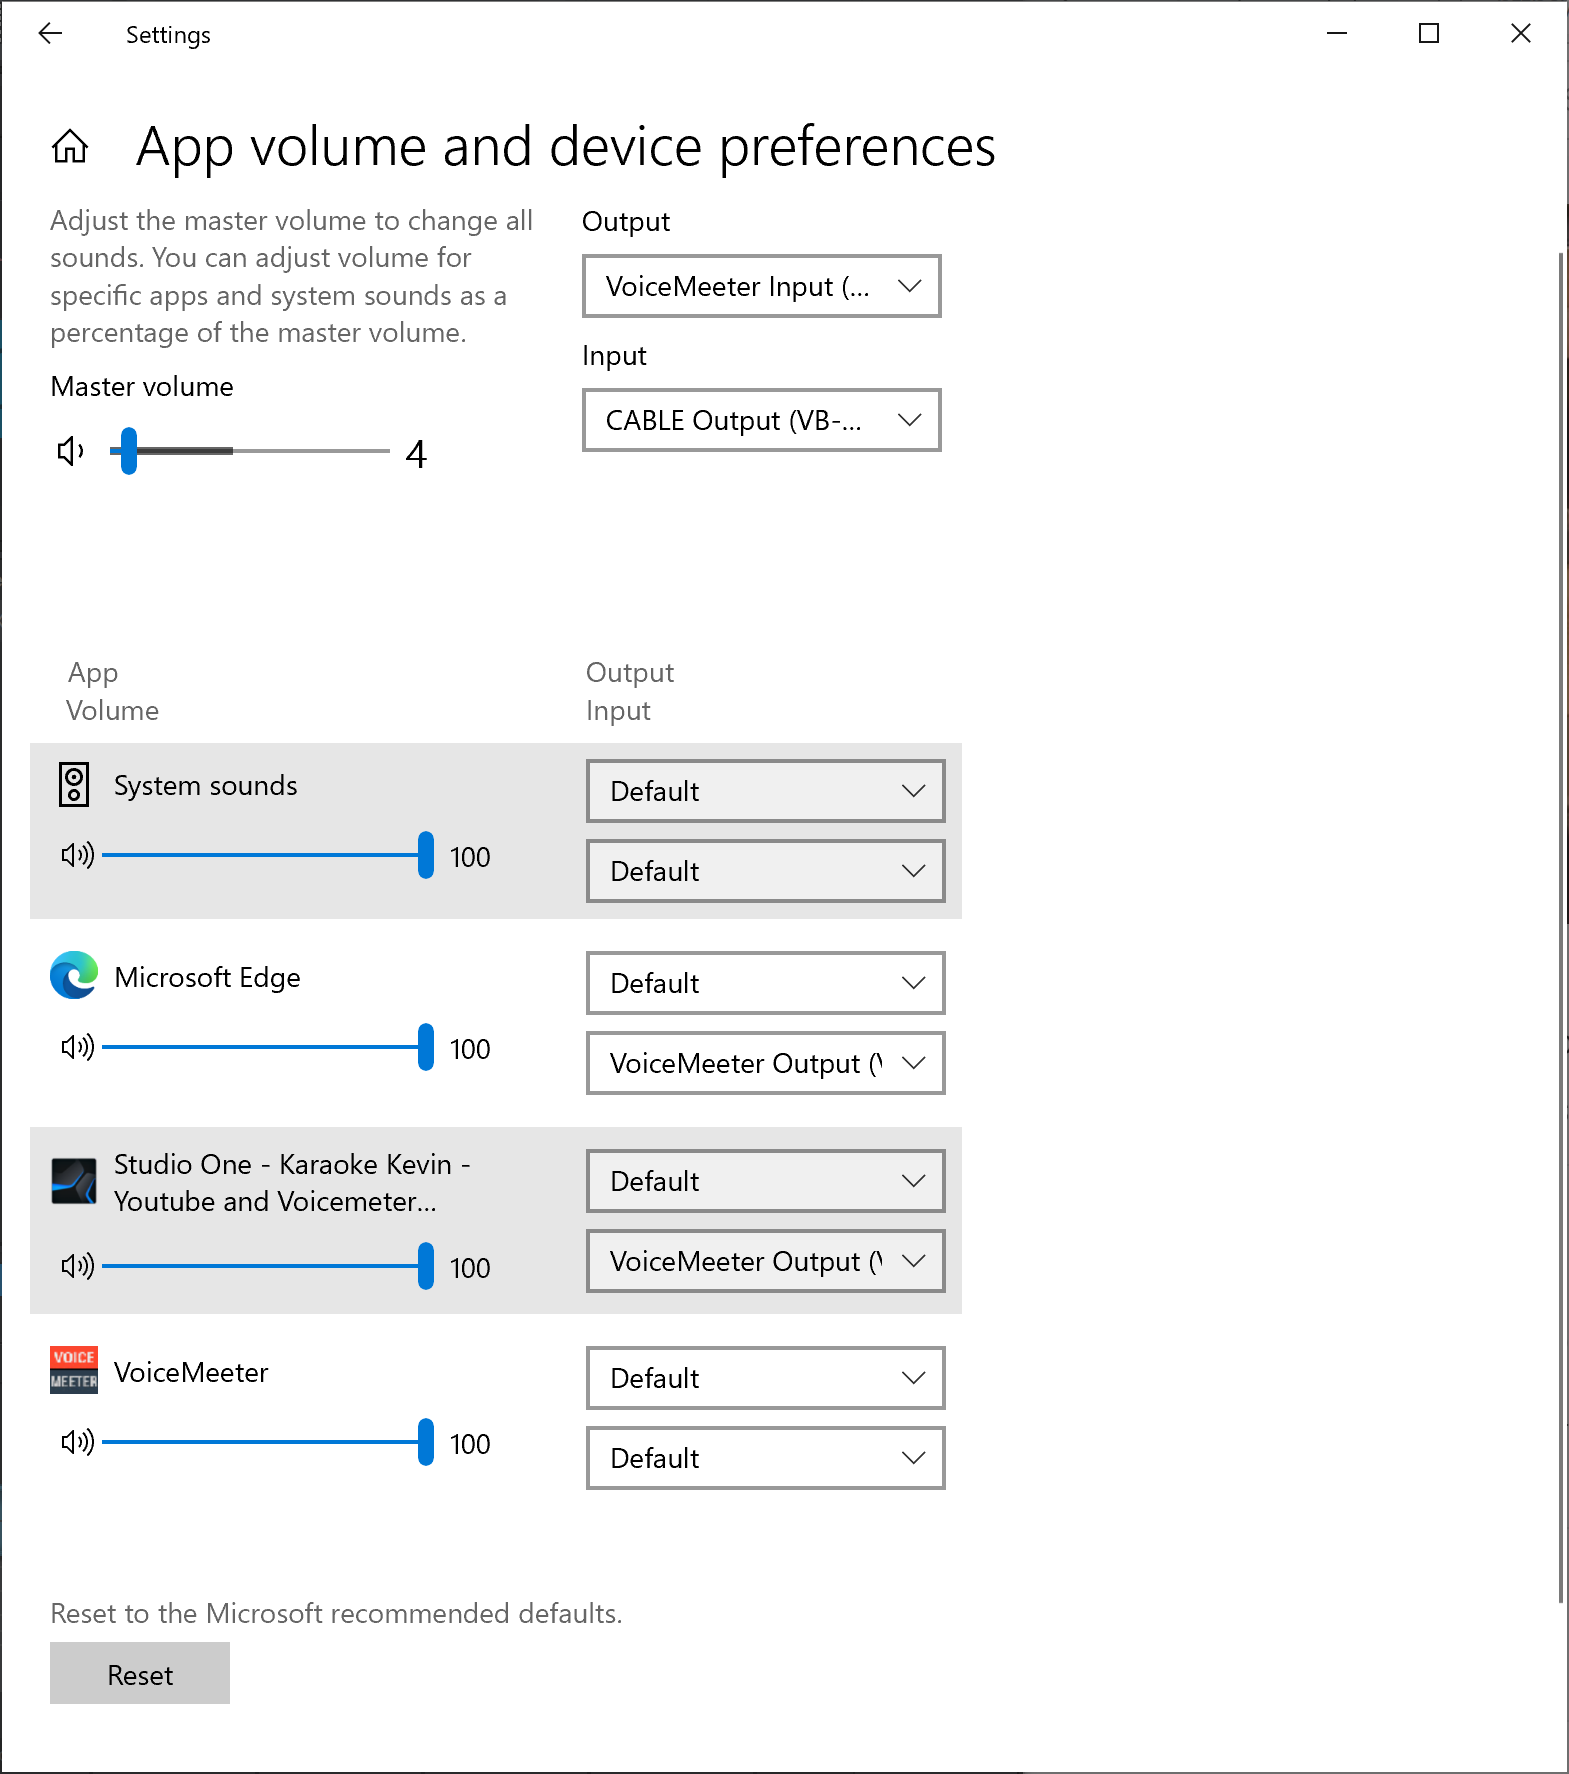 Settings
App volume and device preferences
Adjust the master volume to change all
sounds. You can adjust volume for
specific apps and system sounds as a
percentage of the master volume.
Master volume
4
Output
VoiceMeeter Input (...
Input
CABLE Output (VB-...
App
Volume
Output
Input
System sounds
100
Default
Default
Microsoft Edge
100
Default
VoiceMeeter Output (
Studio One - Karaoke Kevin -
Youtube and Voicemeter...
100
Default
VoiceMeeter Output (
VOICE
MEETER
VoiceMeeter
100
Default
Default
Reset to the Microsoft recommended defaults.
Reset